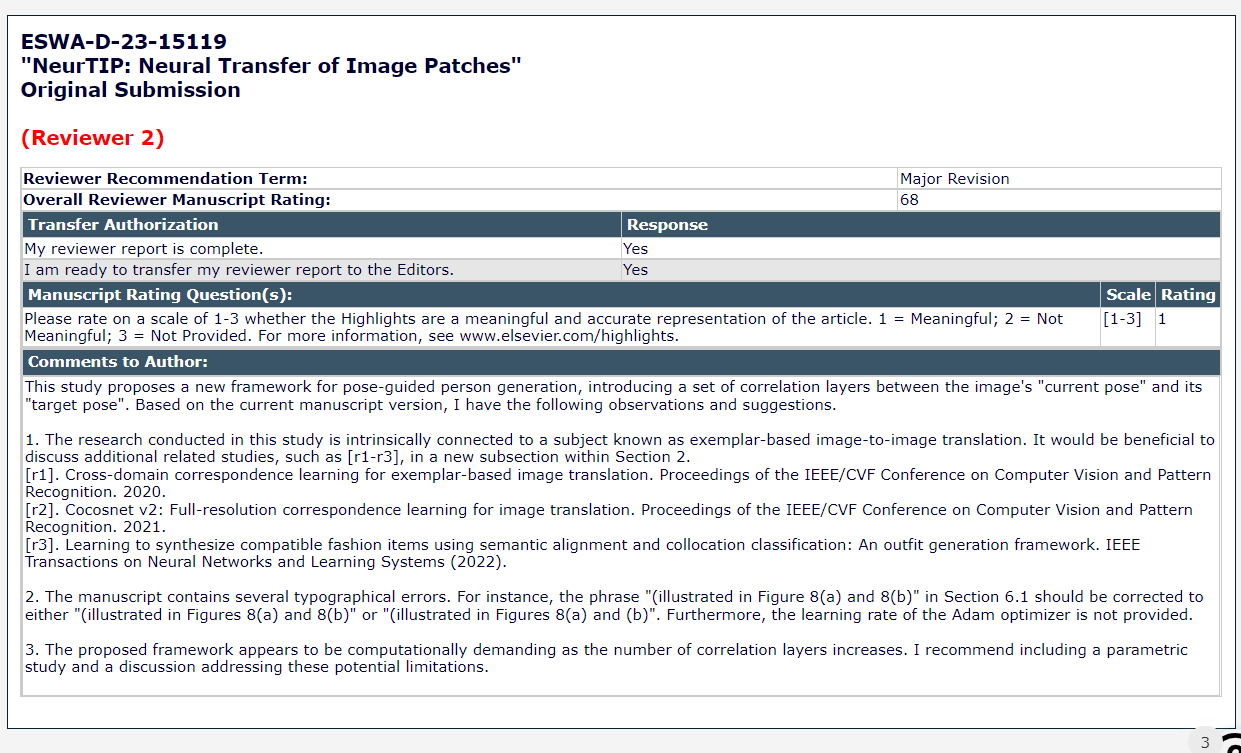 ESWA-D-23-15119
"NeurTIP: Neural Transfer of Image Patches"
Original Submission
(Reviewer 2)
Reviewer Recommendation Term: Major Revision
Overall Reviewer Manuscript Rating: 68
Transfer Authorization Response
My reviewer report is complete. Yes
I am ready to transfer my reviewer report to the Editors. Yes
Manuscript Rating Question(s): Scale Rating
Please rate on a scale of 1-3 whether the Highlights are a meaningful and accurate representation of the article. 1 = Meaningful; 2 = Not [1-3] 1
Meaningful; 3 = Not Provided. For more information, see www.elsevier.com/highlights.
Comments to Author:
This study proposes a new framework for pose-guided person generation, introducing a set of correlation layers between the image's "current pose" and its
"target pose". Based on the current manuscript version, I have the following observations and suggestions.
1. The research conducted in this study is intrinsically connected to a subject known as exemplar-based image-to-image translation. It would be beneficial to
discuss additional related studies, such as [r1-r3], in a new subsection within Section 2.
[r1]. Cross-domain correspondence learning for exemplar-based image translation. Proceedings of the IEEE/CVF Conference on Computer Vision and Pattern
Recognition. 2020.
[r2]. Cocosnet v2: Full-resolution correspondence learning for image translation. Proceedings of the IEEE/CVF Conference on Computer Vision and Pattern
Recognition. 2021.
[r3]. Learning to synthesize compatible fashion items using semantic alignment and collocation classification: An outfit generation framework. IEEE
Transactions on Neural Networks and Learning Systems (2022).
2. The manuscript contains several typographical errors. For instance, the phrase "(illustrated in Figure 8(a) and 8(b)" in Section 6.1 should be corrected to
either "(illustrated in Figures 8(a) and 8(b)" or "(illustrated in Figures 8(a) and (b)". Furthermore, the learning rate of the Adam optimizer is not provided.
3. The proposed framework appears to be computationally demanding as the number of correlation layers increases. I recommend including a parametric
study and a discussion addressing these potential limitations.
3